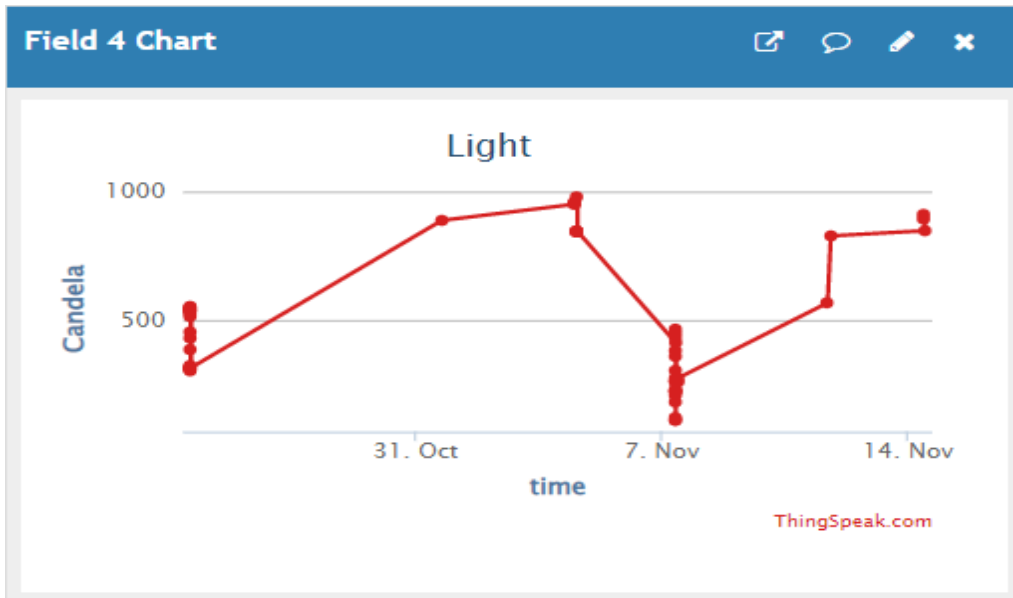 Field 4 Chart
Light
1000
500
Candela
31. Oct 7. Nov 14. Nov
time
ThingSpeak.com